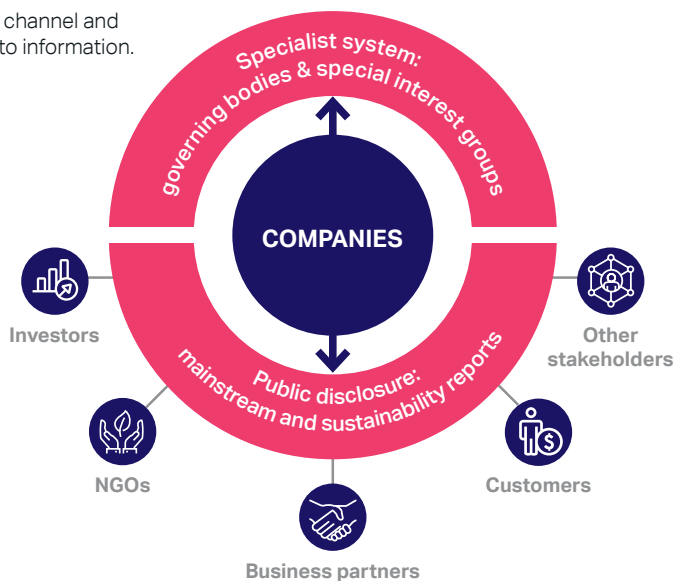 channel and
to information.
Specialist system:
governing bodies & special interest groups
COMPANIES
Public disclosure:
mainstream and sustainability reports
Investors
Other
stakeholders
NGOs
Customers
$
Business partners